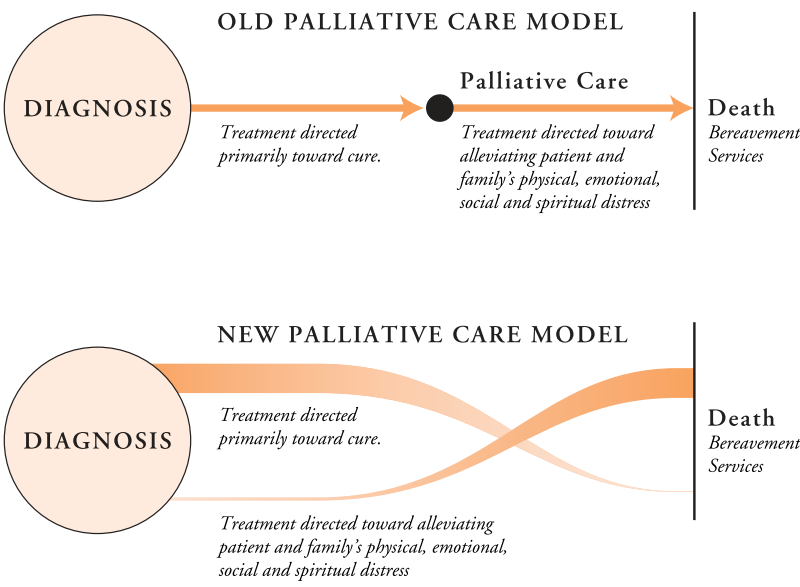 OLD PALLIATIVE CARE MODEL
DIAGNOSIS
Treatment directed
primarily toward cure.
Palliative Care
Treatment directed toward
alleviating patient and
family’s physical, emotional,
social and spiritual distress
Death
Bereavement
Services
NEW PALLIATIVE CARE MODEL
DIAGNOSIS
Treatment directed
primarily toward cure.
Treatment directed toward alleviating
patient and family’s physical, emotional,
social and spiritual distress
Death
Bereavement
Services